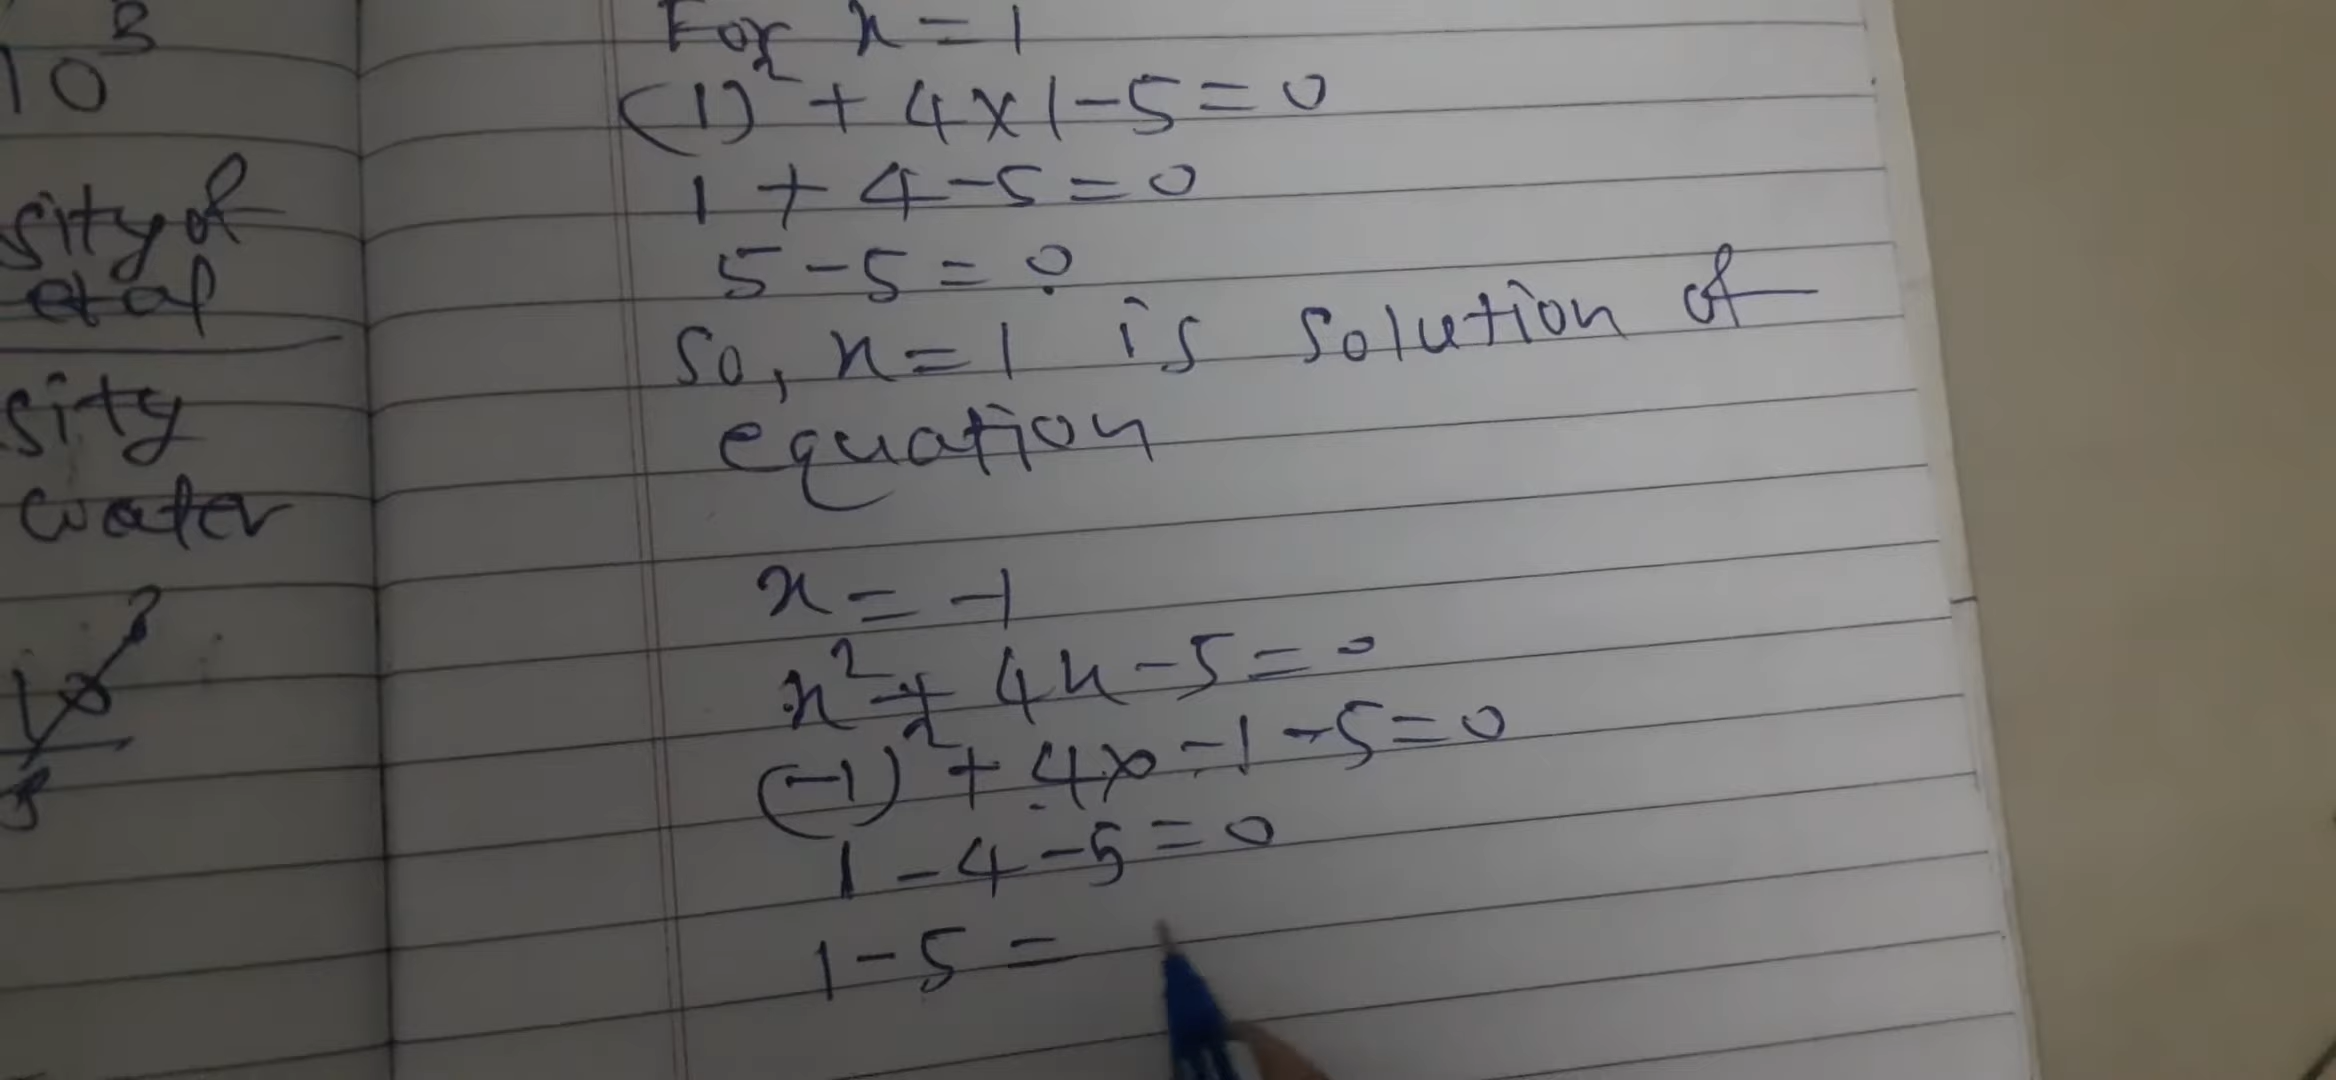 10³
sity of
etal
sity
water
For x = 1
(1)² + 4 × 1 - 5 = 0
1 + 4 - 5 = 0
5 - 5 = 0
So, x = 1 is solution of
equation
x = -1
x² + 4x - 5 = 0
(-1)² + 4 × -1 - 5 = 0
1 - 4 - 5 = 0
1 - 5 =